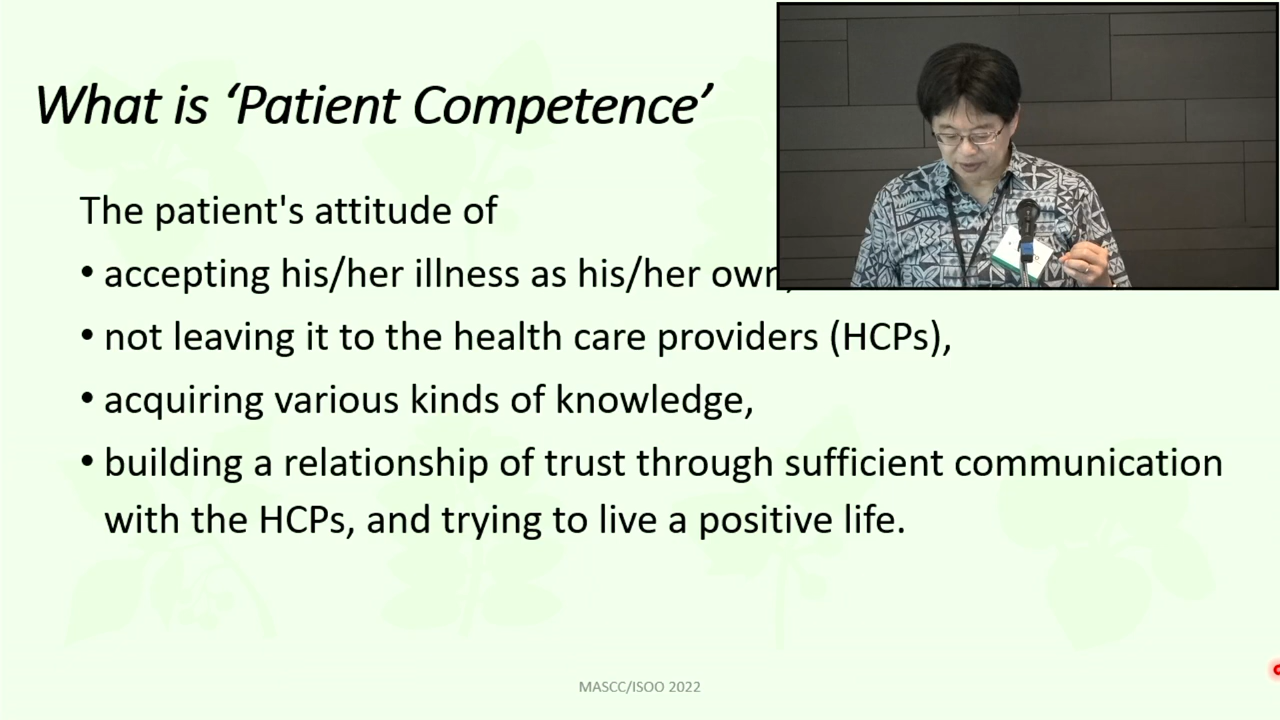 What is ‘Patient Competence’
The patient's attitude of
• accepting his/her illness as his/her own,
• not leaving it to the health care providers (HCPs),
• acquiring various kinds of knowledge,
• building a relationship of trust through sufficient communication
with the HCPs, and trying to live a positive life.
MASCC/ISOO 2022